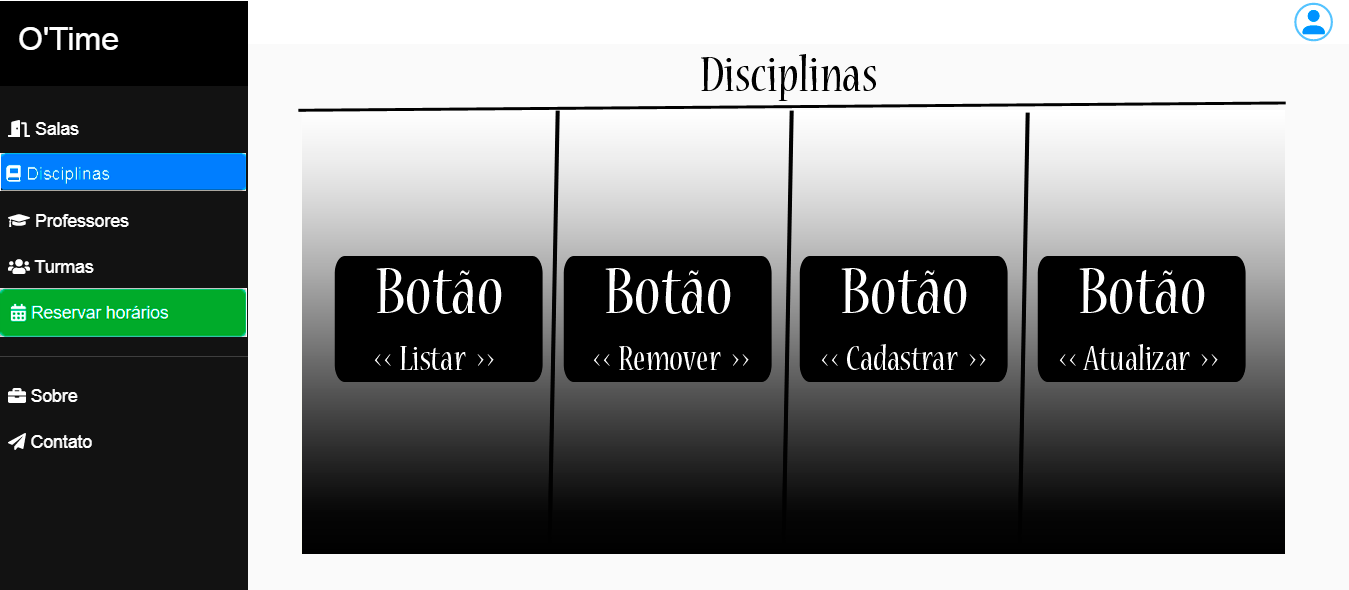 O'Time
Salas
Disciplinas
Professores
Turmas
Reservar horários
Sobre
Contato
Disciplinas
Botão
<< Listar >>
Botão
<< Remover >>
Botão
<< Cadastrar >>
Botão
<< Atualizar >>